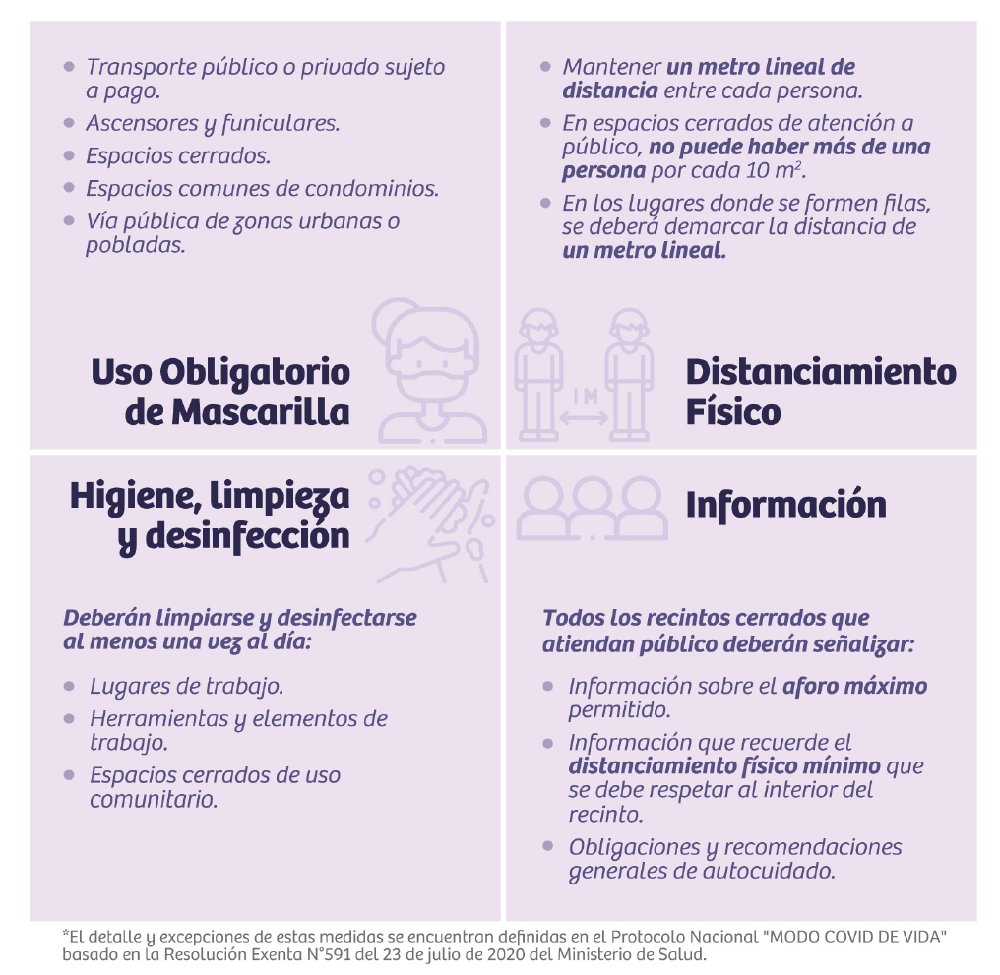 Transporte público o privado sujeto
a pago.
Ascensores y funiculares.
Espacios cerrados.
Espacios comunes de condominios.
Vía pública de zonas urbanas o
pobladas.
Uso Obligatorio
de Mascarilla
Mantener un metro lineal de
distancia entre cada persona.
En espacios cerrados de atención a
público, no puede haber más de una
persona por cada 10 m².
En los lugares donde se formen filas,
se deberá demarcar la distancia de
un metro lineal.
1 M
Distanciamiento
Físico
Higiene, limpieza
y desinfección
Deberán limpiarse y desinfectarse
al menos una vez al día:
Lugares de trabajo.
Herramientas y elementos de
trabajo.
Espacios cerrados de uso
comunitario.
Información
Todos los recintos cerrados que
atiendan público deberán señalizar:
Información sobre el aforo máximo
permitido.
Información que recuerde el
distanciamiento físico mínimo que
se debe respetar al interior del
recinto.
Obligaciones y recomendaciones
generales de autocuidado.
*El detalle y excepciones de estas medidas se encuentran definidas en el Protocolo Nacional "MODO COVID DE VIDA"
basado en la Resolución Exenta N°591 del 23 de julio de 2020 del Ministerio de Salud.